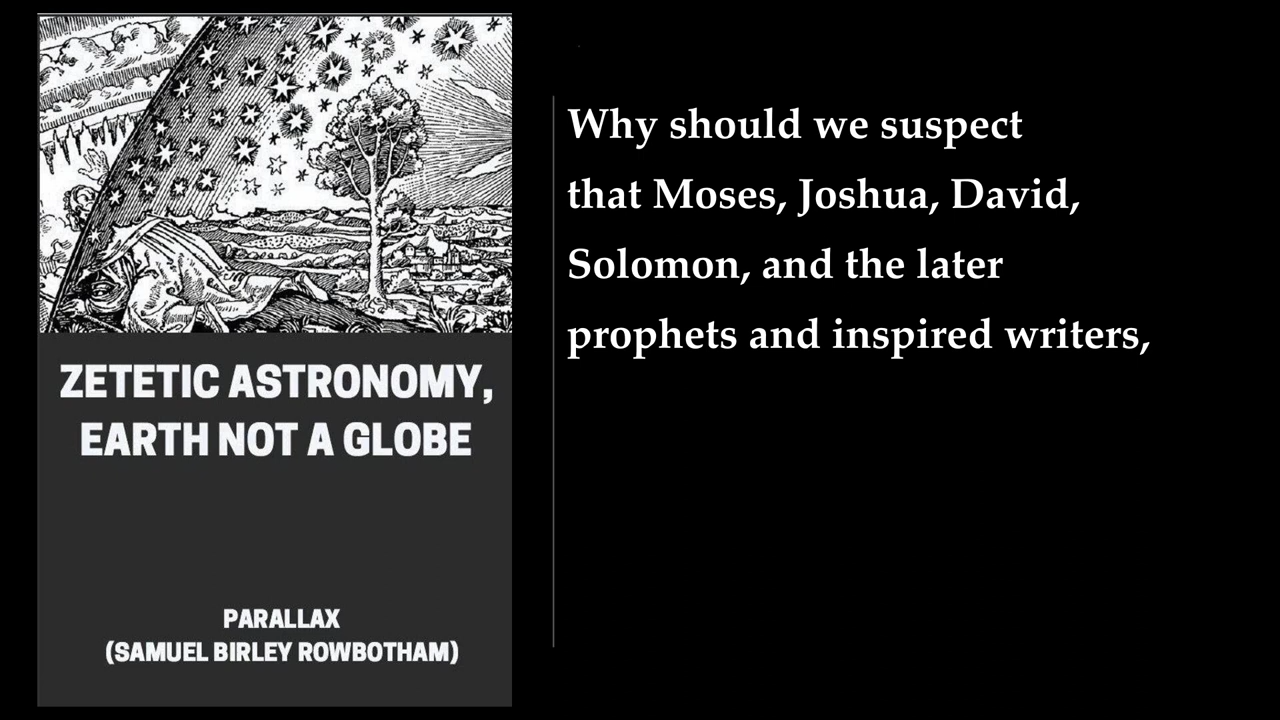 ZETETIC ASTRONOMY,
EARTH NOT A GLOBE
PARALLAX
(SAMUEL BIRLEY ROWBOTHAM)
Why should we suspect
that Moses, Joshua, David,
Solomon, and the later
prophets and inspired writers,